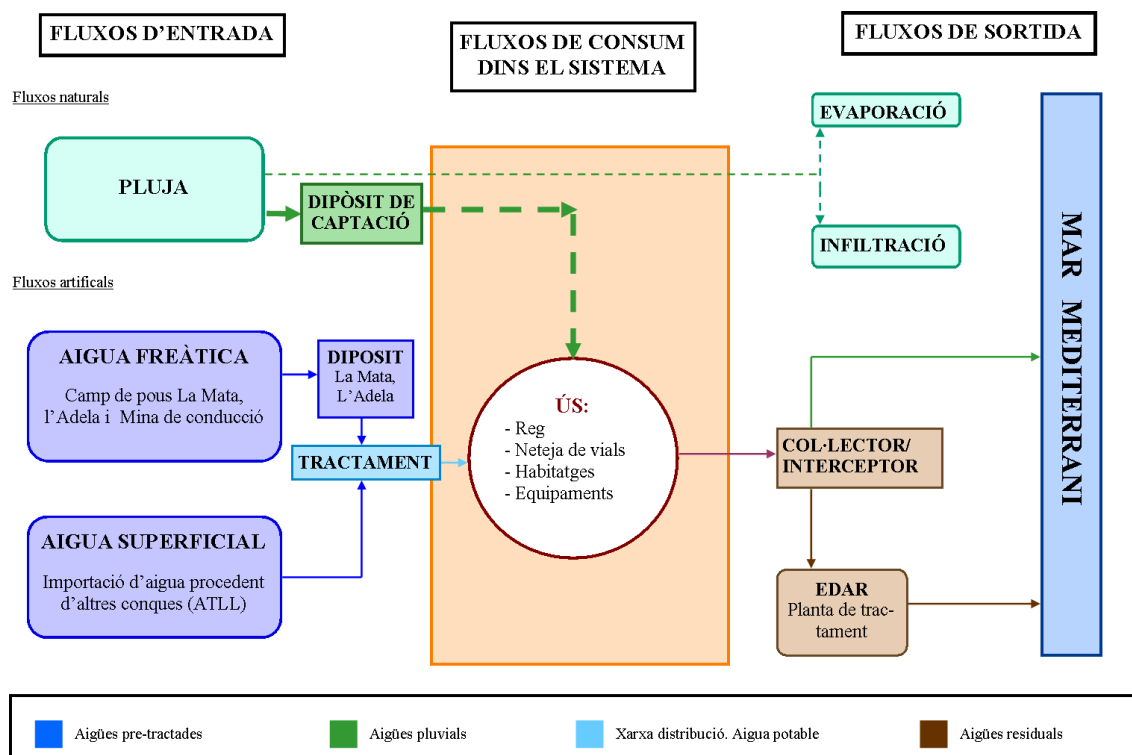 FLUXOS D'ENTRADA
FLUXOS DE CONSUM
DINS EL SISTEMA
FLUXOS DE SORTIDA
Fluxos naturals
PLUJA
DIPÒSIT DE
CAPTACIÓ
EVAPORACIÓ
INFILTRACIÓ
MAR MEDITERRANI
Fluxos artificals
AIGUA FREÀTICA
Camp de pous La Mata,
l'Adela i Mina de conducció
DIPOSIT
La Mata,
L'Adela
TRACTAMENT
AIGUA SUPERFICIAL
Importació d'aigua procedent
d'altres conques (ATLL)
ÚS:
- Reg
- Neteja de vials
- Habitatges
- Equipaments
COL·LECTOR/
INTERCEPTOR
EDAR
Planta de trac-
tament
Aigües pre-tractades
Aigües pluvials
Xarxa distribució. Aigua potable
Aigües residuals